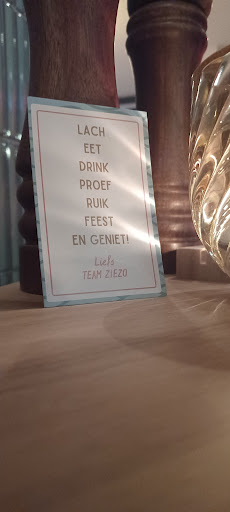 LACH
EET
DRINK
PROEF
RUIK
FEEST
EN GENIET!
Liefs
TEAM ZIEZO